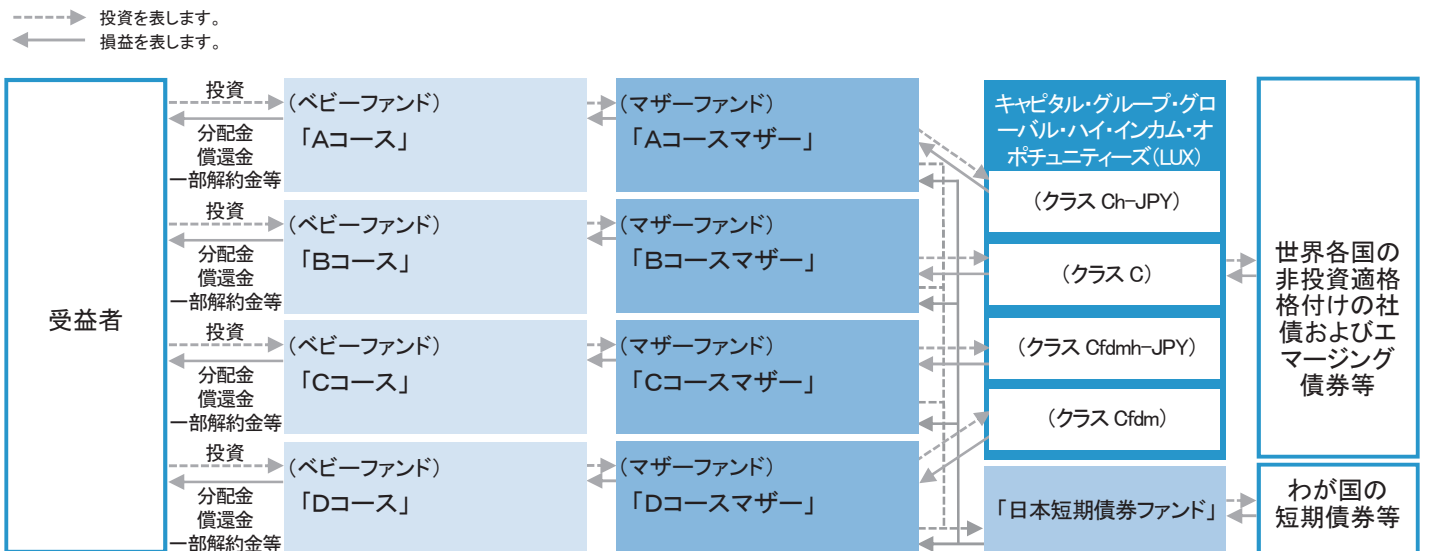 投資を表します。
損益を表します。
受益者
投資
分配金
償還金
一部解約金等
(ベビーファンド)
「Aコース」
(マザーファンド)
「Aコースマザー」
投資
分配金
償還金
一部解約金等
(ベビーファンド)
「Bコース」
(マザーファンド)
「Bコースマザー」
投資
分配金
償還金
一部解約金等
(ベビーファンド)
「Cコース」
(マザーファンド)
「Cコースマザー」
投資
分配金
償還金
一部解約金等
(ベビーファンド)
「Dコース」
(マザーファンド)
「Dコースマザー」
キャピタル・グループ・グロ
ーバル・ハイ・インカム・オ
ポチュニティーズ(LUX)
(クラス Ch-JPY)
(クラス C)
(クラス Cfdmh-JPY)
(クラス Cfdm)
「日本短期債券ファンド」
世界各国の
非投資適格
格付けの社
債およびエ
マージング
債券等
わが国の
短期債券等